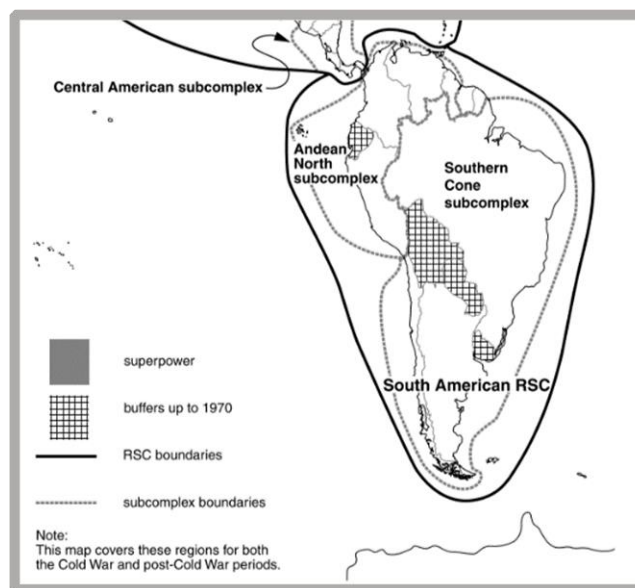 Central American subcomplex
Andean
North
subcomplex
Southern
Cone
subcomplex
South American RSC
superpower
buffers up to 1970
RSC boundaries
subcomplex boundaries
Note:
This map covers these regions for both
the Cold War and post-Cold War periods.